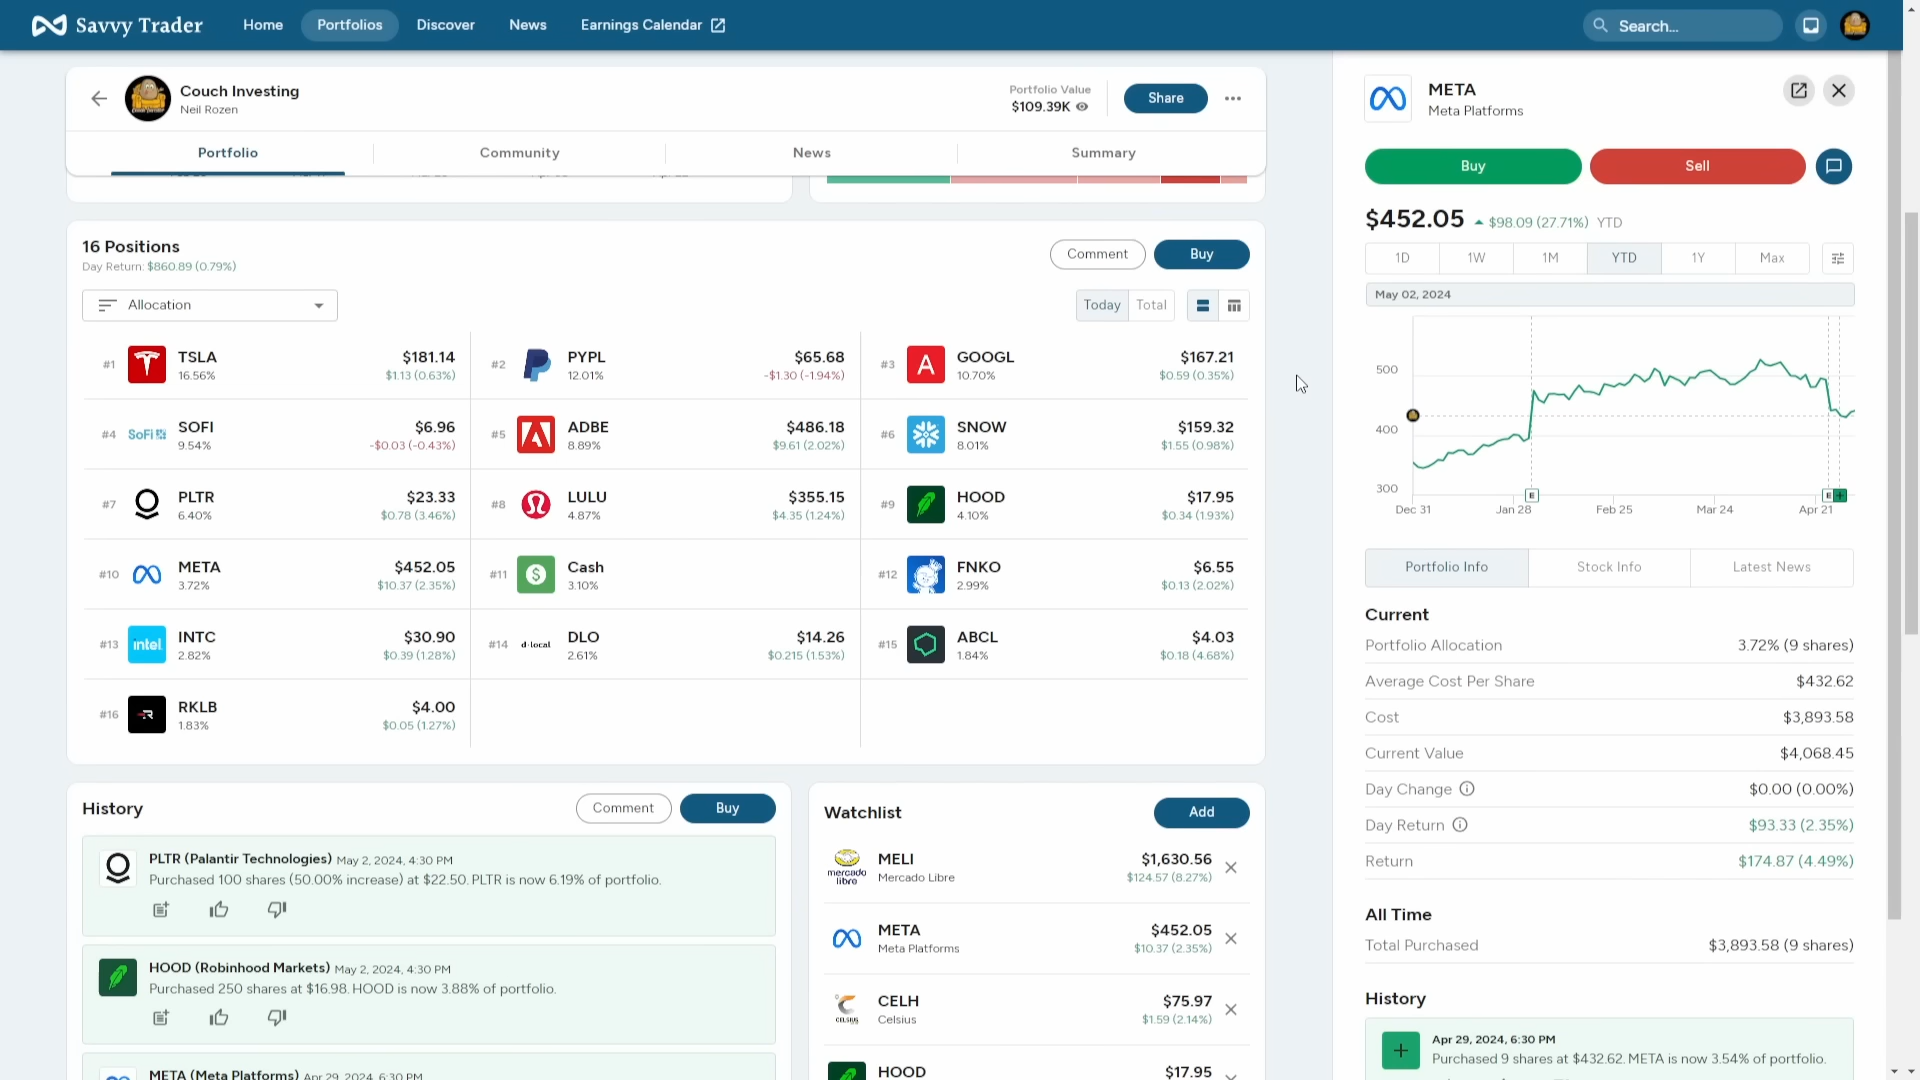 Savvy Trader
Home
Portfolios
Discover
News
Earnings Calendar
Search...
Couch Investing
Neil Rozen
Portfolio Value
$109.39K
Share
Portfolio
Community
News
Summary
16 Positions
Day Return: $860.89 (0.79%)
Comment
Buy
Allocation
Today
Total
#1
TSLA
16.56%
$181.14
$1.13 (0.63%)
#2
PYPL
12.01%
$65.68
-$1.30 (-1.94%)
#3
A
GOOGL
10.70%
$167.21
$0.59 (0.35%)
#4
SoFi
SOFI
9.54%
$6.96
-$0.03 (-0.43%)
#5
ADBE
8.89%
$486.18
$9.61 (2.02%)
#6
SNOW
8.01%
$159.32
$1.55 (0.98%)
#7
PLTR
6.40%
$23.33
$0.78 (3.46%)
#8
LULU
4.87%
$355.15
$4.35 (1.24%)
#9
HOOD
4.10%
$17.95
$0.34 (1.93%)
#10
META
3.72%
$452.05
$10.37 (2.35%)
#11
$
Cash
3.10%
#12
FNKO
2.99%
$6.55
$0.13 (2.02%)
#13
intel
INTC
2.82%
$30.90
$0.39 (1.28%)
#14
d·local
DLO
2.61%
$14.26
$0.215 (1.53%)
#15
ABCL
1.84%
$4.03
$0.18 (4.68%)
#16
RKLB
1.83%
$4.00
$0.05 (1.27%)
History
Comment
Buy
PLTR (Palantir Technologies) May 2, 2024, 4:30 PM
Purchased 100 shares (50.00% increase) at $22.50. PLTR is now 6.19% of portfolio.
HOOD (Robinhood Markets) May 2, 2024, 4:30 PM
Purchased 250 shares at $16.98. HOOD is now 3.88% of portfolio.
META (Meta Platforms) Apr 29, 2024, 6:30 PM
Watchlist
Add
mercado
libre
MELI
Mercado Libre
$1,630.56
$124.57 (8.27%)
META
Meta Platforms
$452.05
$10.37 (2.35%)
CELSIUS
CELH
Celsius
$75.97
$1.59 (2.14%)
HOOD
$17.95
META
Meta Platforms
Buy
Sell
$452.05 $98.09 (27.71%) YTD
1D
1W
1M
YTD
1Y
Max
May 02, 2024
500
400
300
E
E
Dec 31
Jan 28
Feb 25
Mar 24
Apr 21
Portfolio Info
Stock Info
Latest News
Current
Portfolio Allocation
3.72% (9 shares)
Average Cost Per Share
$432.62
Cost
$3,893.58
Current Value
$4,068.45
Day Change
$0.00 (0.00%)
Day Return
$93.33 (2.35%)
Return
$174.87 (4.49%)
All Time
Total Purchased
$3,893.58 (9 shares)
History
Apr 29, 2024, 6:30 PM
Purchased 9 shares at $432.62. META is now 3.54% of portfolio.